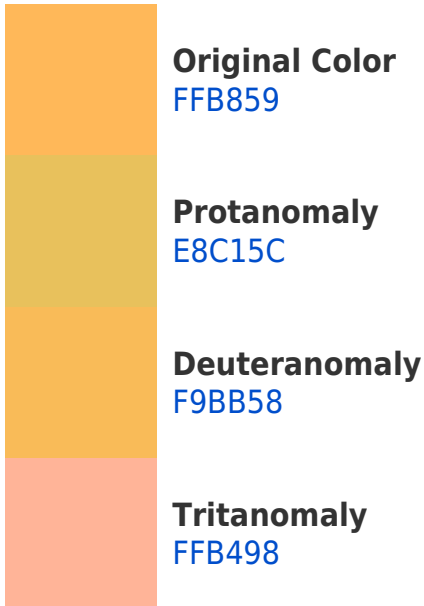 Original Color
FFB859
Protanomaly
E8C15C
Deuteranomaly
F9BB58
Tritanomaly
FFB498